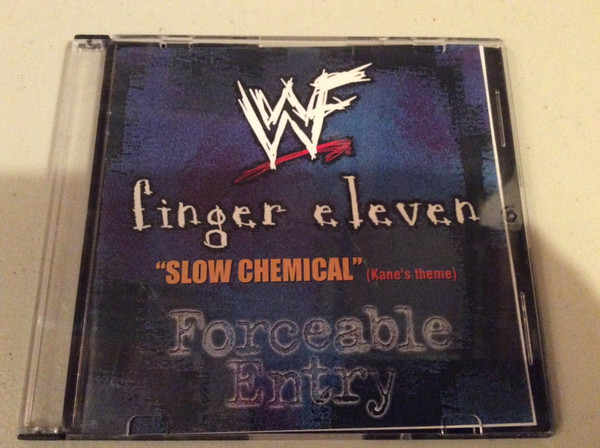 WF
finger eleven
"SLOW CHEMICAL" (Kane's theme)
Forceable
Entry